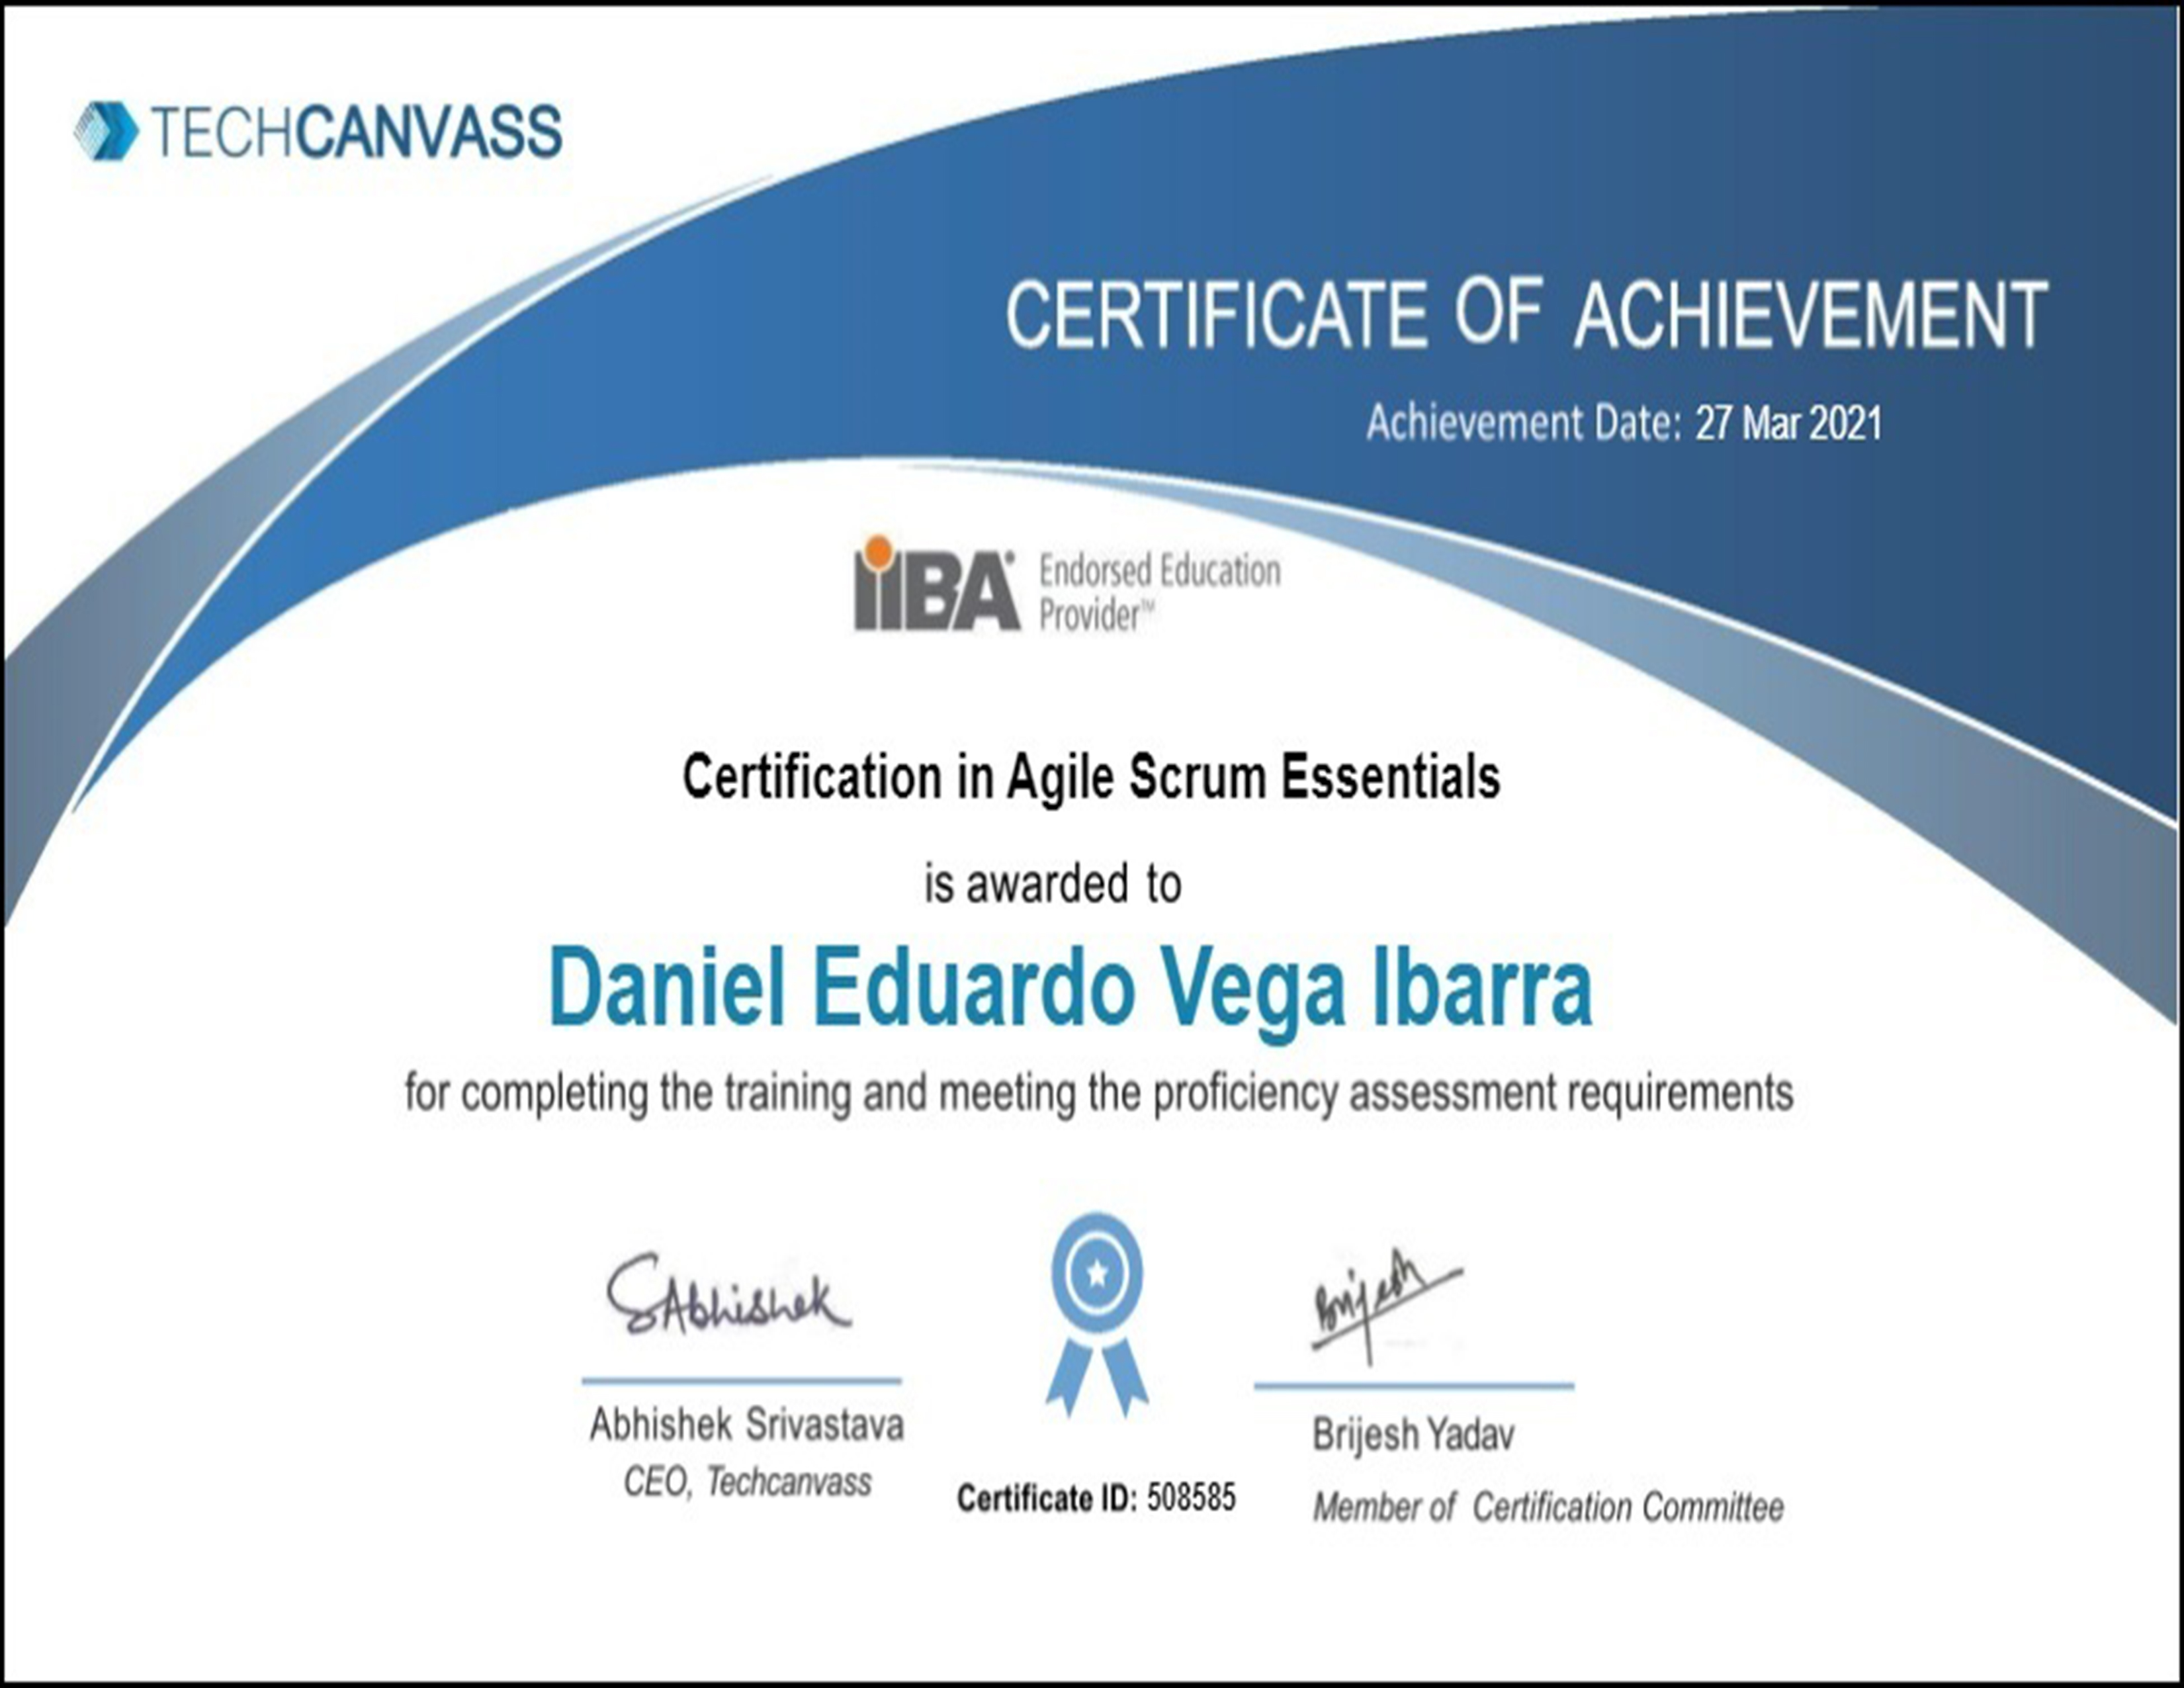 TECHCANVASS
CERTIFICATE OF ACHIEVEMENT
Achievement Date: 27 Mar 2021
iiBA® Endorsed Education
Provider™
Certification in Agile Scrum Essentials
is awarded to
Daniel Eduardo Vega Ibarra
for completing the training and meeting the proficiency assessment requirements
SAbhishek
Brijesh
Abhishek Srivastava
CEO, Techcanvass
Certificate ID: 508585
Brijesh Yadav
Member of Certification Committee